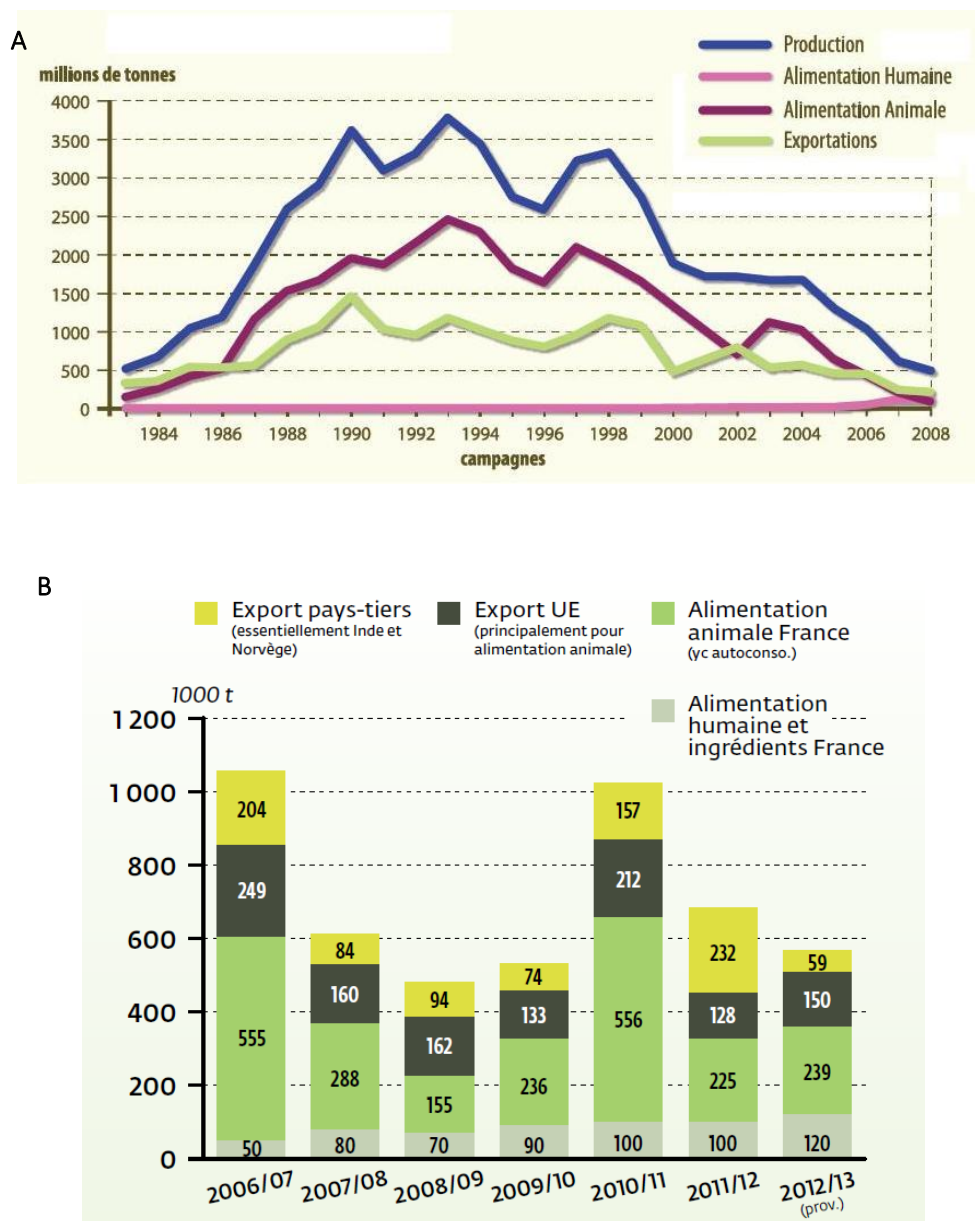 A
Production
Alimentation Humaine
Alimentation Animale
Exportations
millions de tonnes
4000
3500
3000
2500
2000
1500
1000
500
0
1984 1986 1988 1990 1992 1994 1996 1998 2000 2002 2004 2006 2008
campagnes
B
Export pays-tiers
(essentiellement Inde et
Norvège)
Export UE
(principalement pour
alimentation animale)
Alimentation
animale France
(yc autoconso.)
Alimentation
humaine et
ingrédients France
1000 t
1 200
1 000
800
600
400
200
0
204
249
555
50
84
160
288
80
94
162
155
70
74
133
236
90
157
212
556
100
232
128
225
100
59
150
239
120
2006/07 2007/08 2008/09 2009/10 2010/11 2011/12 2012/13
(prov.)